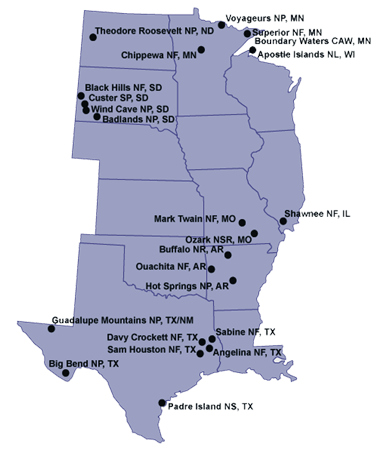 Voyageurs NP, MN
Theodore Roosevelt NP, ND
Superior NF, MN
Boundary Waters CAW, MN
Chippewa NF, MN
Apostle Islands NL, WI
Black Hills NF, SD
Custer SP, SD
Wind Cave NP, SD
Badlands NP, SD
Mark Twain NF, MO
Shawnee NF, IL
Ozark NSR, MO
Buffalo NR, AR
Ouachita NF, AR
Hot Springs NP, AR
Guadalupe Mountains NP, TX/NM
Sabine NF, TX
Davy Crockett NF, TX
Sam Houston NF, TX
Angelina NF, TX
Big Bend NP, TX
Padre Island NS, TX